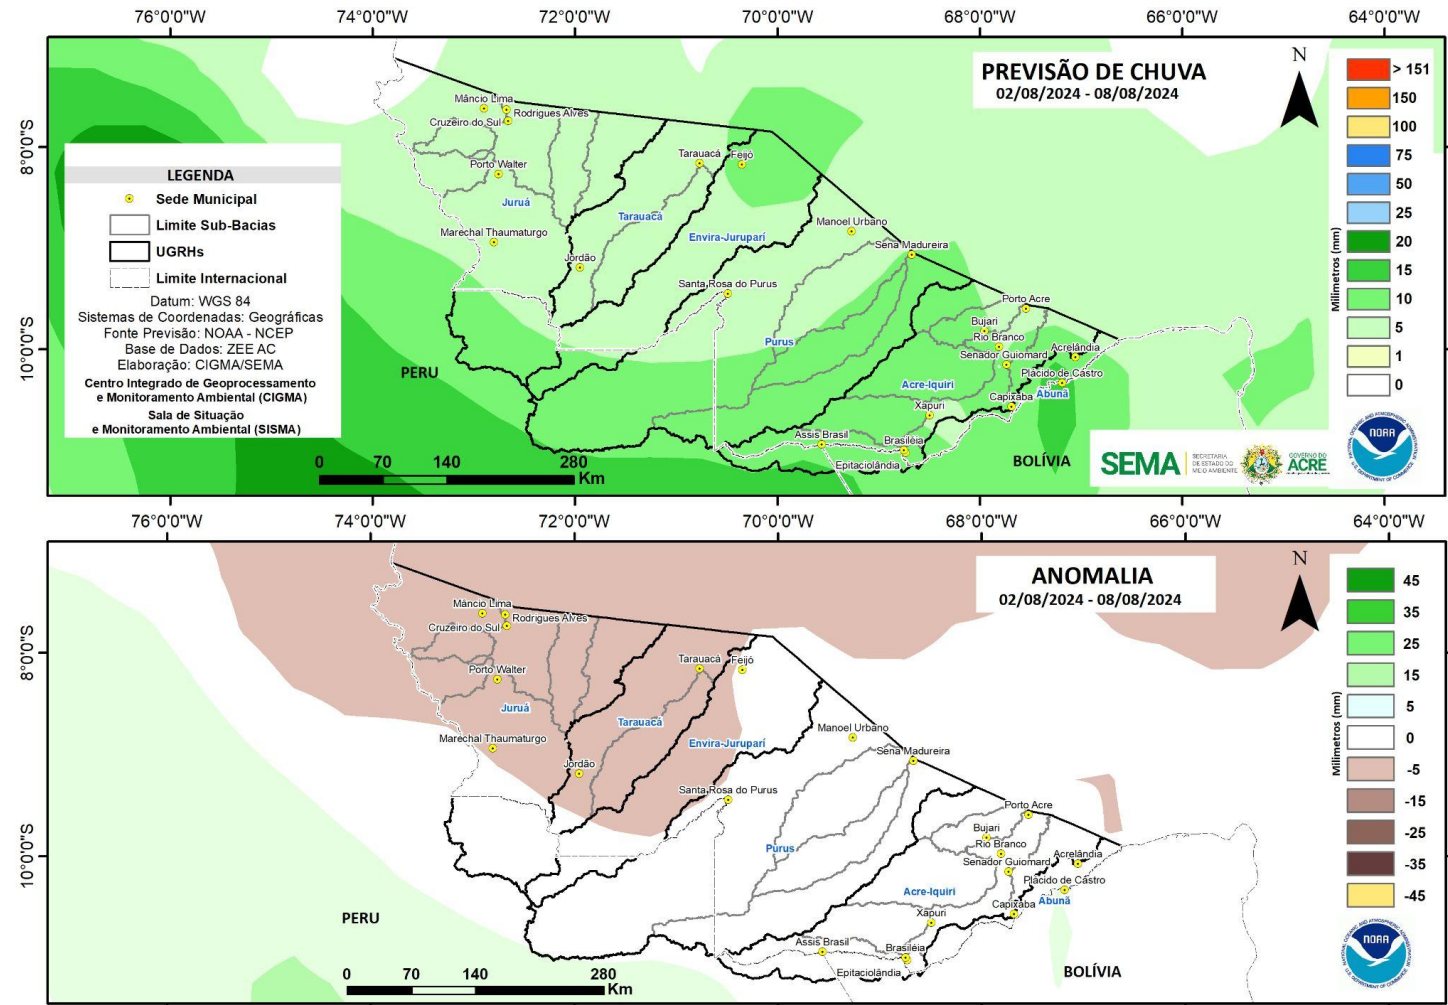 76°0'0"W 74°0'0"W 72°0'0"W 70°0'0"W 68°0'0"W 66°0'0"W 64°0'0"W
PREVISÃO DE CHUVA
02/08/2024 - 08/08/2024
N
Milímetros (mm)
> 151
150
100
75
50
25
20
15
10
5
1
0
8°0'0"S
10°0'0"S
LEGENDA
Sede Municipal
Limite Sub-Bacias
UGRHs
Limite Internacional
Datum: WGS 84
Sistemas de Coordenadas: Geográficas
Fonte Previsão: NOAA - NCEP
Base de Dados: ZEE AC
Elaboração: CIGMA/SEMA
Centro Integrado de Geoprocessamento
e Monitoramento Ambiental (CIGMA)
Sala de Situação
e Monitoramento Ambiental (SISMA)
Mâncio Lima
Rodrigues Alves
Cruzeiro do Sul
Porto Walter
Juruá
Marechal Thaumaturgo
Jordão
Tarauacá
Feijó
Tarauacá
Envira-Juruparí
Manoel Urbano
Sena Madureira
Santa Rosa do Purus
Purus
Porto Acre
Bujari
Rio Branco
Senador Guiomard
Acrelândia
Plácido de Castro
Abunã
Acre-Iquiri
Capixaba
Xapuri
Assis Brasil
Brasiléia
Epitaciolândia
PERU
BOLÍVIA
0 70 140 280
Km
SEMA
SECRETARIA
DE ESTADO DO
MEIO AMBIENTE
GOVERNO DO
ACRE
NOAA
76°0'0"W 74°0'0"W 72°0'0"W 70°0'0"W 68°0'0"W 66°0'0"W 64°0'0"W
ANOMALIA
02/08/2024 - 08/08/2024
N
Milímetros (mm)
45
35
25
15
5
0
-5
-15
-25
-35
-45
8°0'0"S
10°0'0"S
Mâncio Lima
Rodrigues Alves
Cruzeiro do Sul
Porto Walter
Juruá
Marechal Thaumaturgo
Jordão
Tarauacá
Feijó
Tarauacá
Envira-Juruparí
Manoel Urbano
Sena Madureira
Santa Rosa do Purus
Purus
Porto Acre
Bujari
Rio Branco
Senador Guiomard
Acrelândia
Plácido de Castro
Abunã
Acre-Iquiri
Capixaba
Xapuri
Assis Brasil
Brasiléia
Epitaciolândia
PERU
BOLÍVIA
0 70 140 280
Km
NOAA